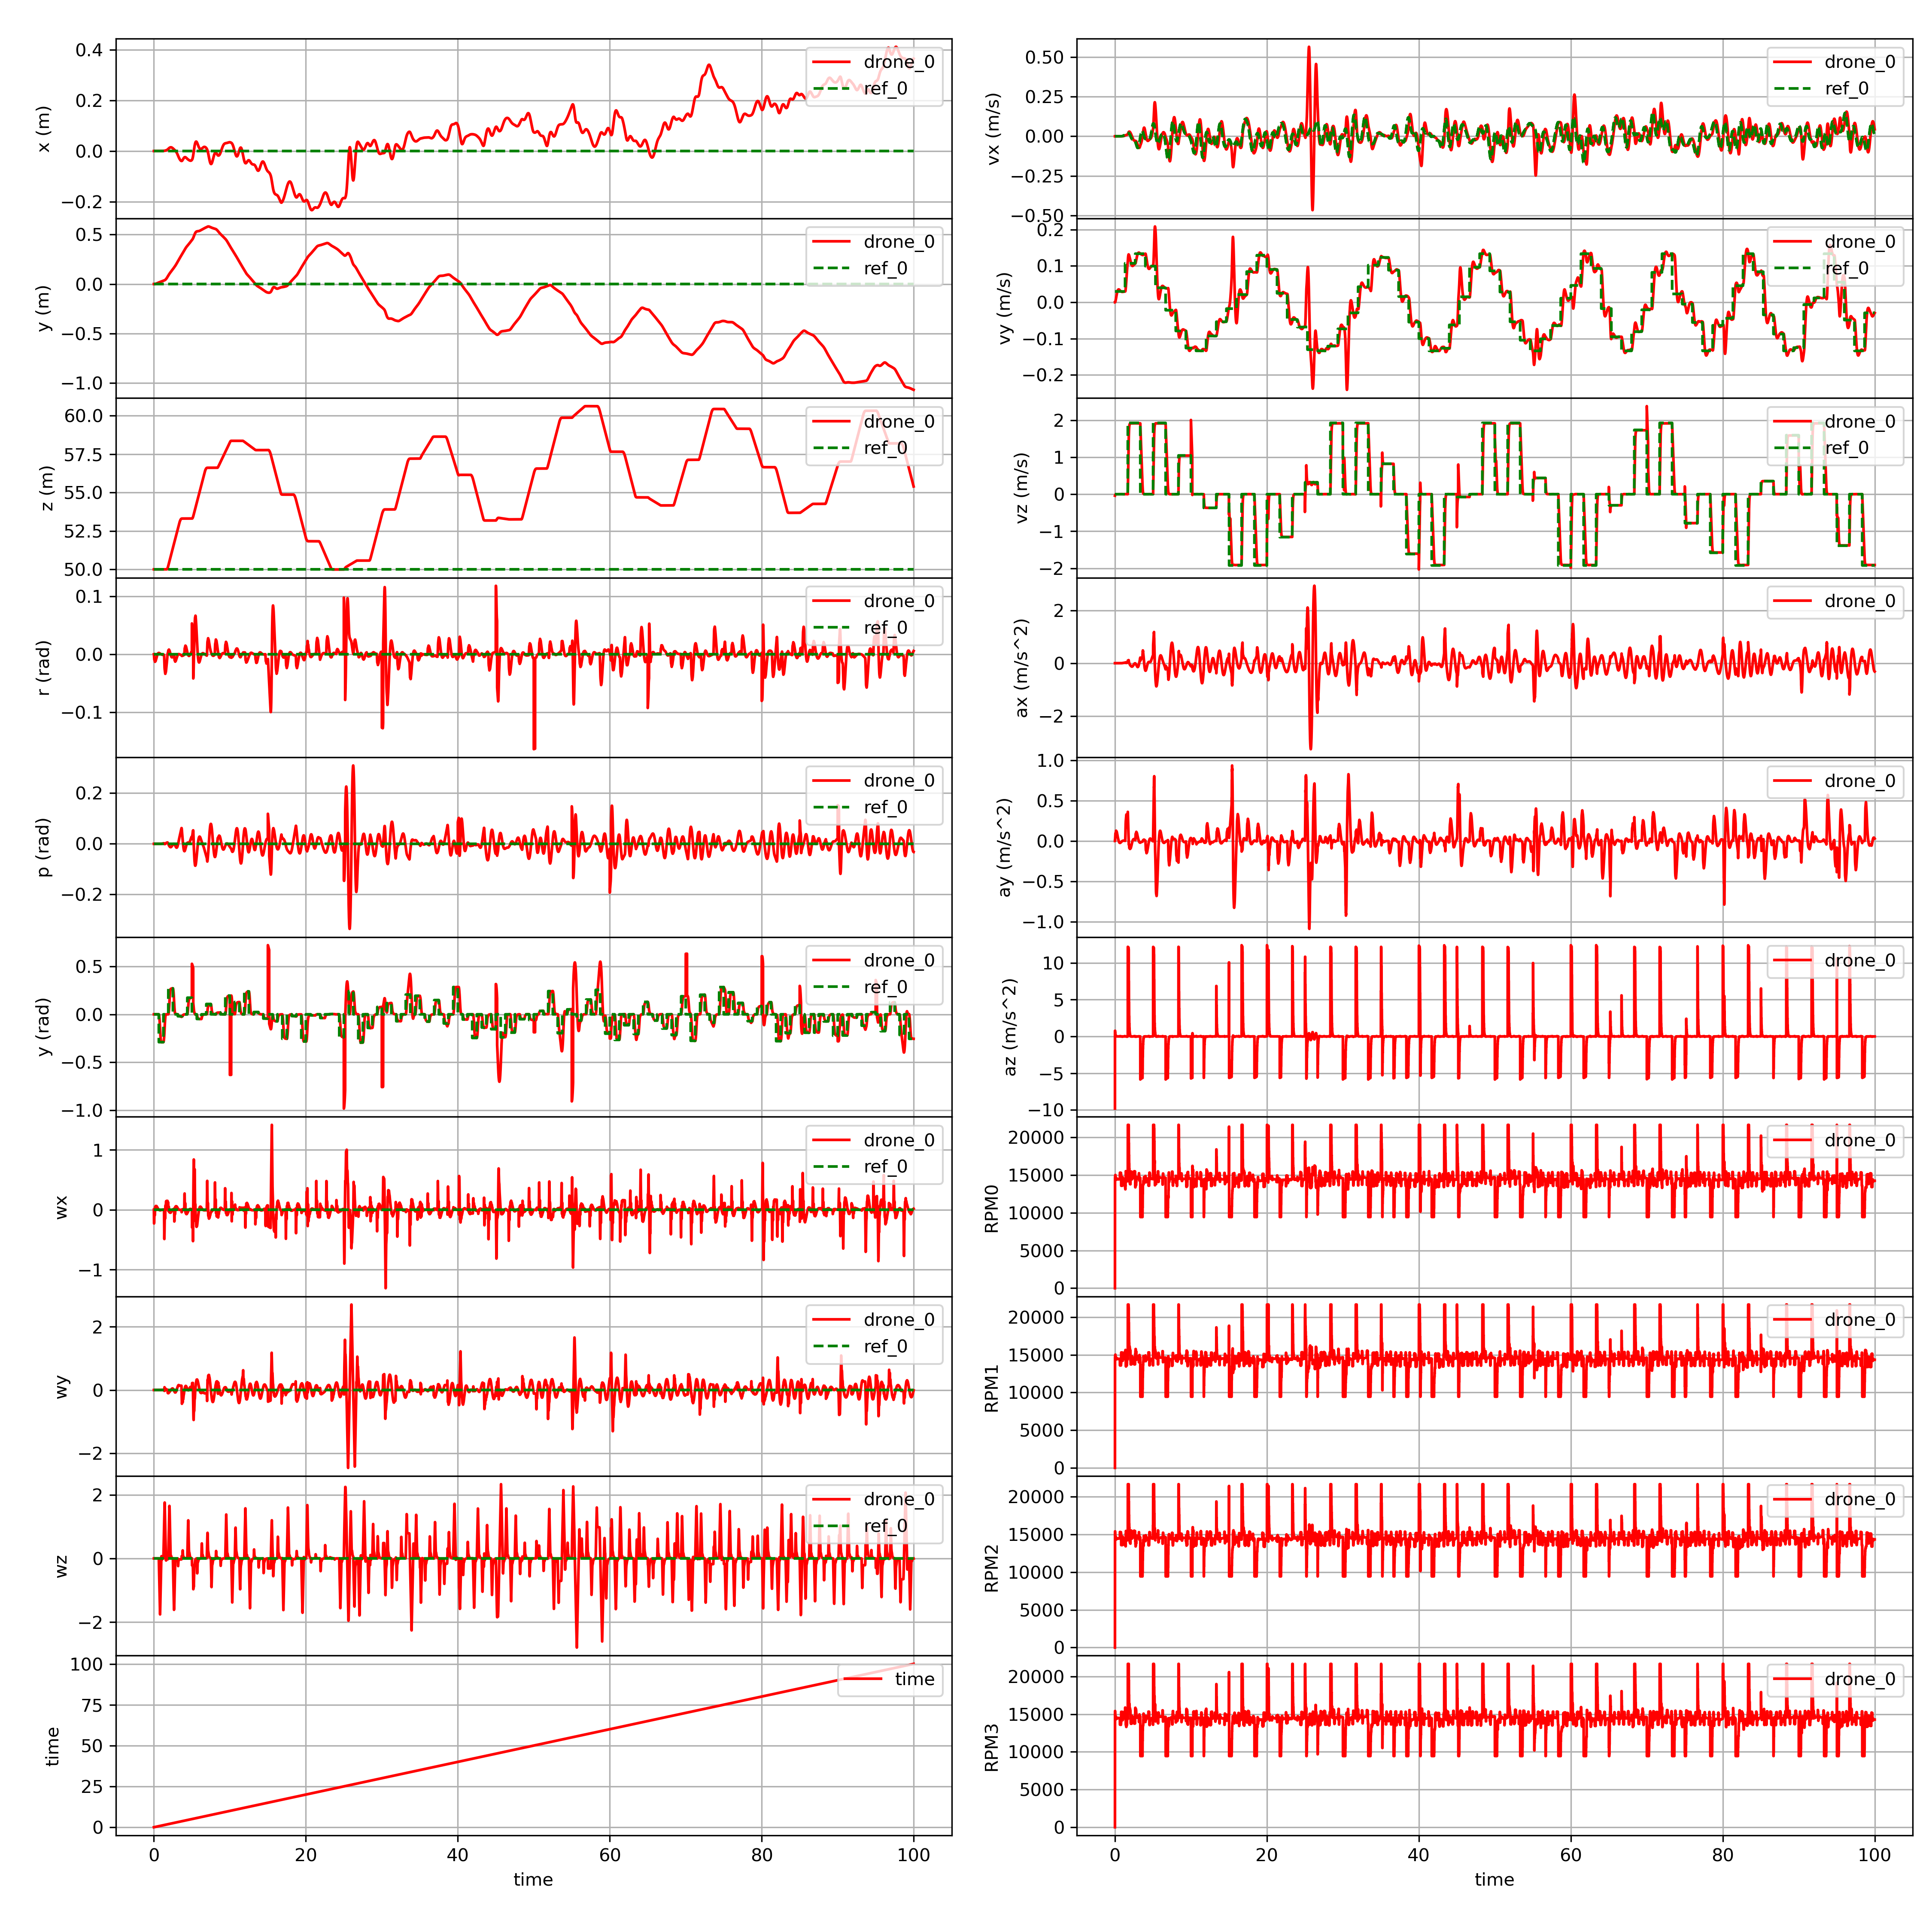 0.4
0.2
0.0
−0.2
x (m)
drone_0
ref_0
0.5
0.0
−0.5
−1.0
y (m)
drone_0
ref_0
60.0
57.5
55.0
52.5
50.0
z (m)
drone_0
ref_0
0.1
0.0
−0.1
r (rad)
drone_0
ref_0
0.2
0.0
−0.2
p (rad)
drone_0
ref_0
0.5
0.0
−0.5
−1.0
y (rad)
drone_0
ref_0
1
0
−1
wx
drone_0
ref_0
2
0
−2
wy
drone_0
ref_0
2
0
−2
wz
drone_0
ref_0
100
75
50
25
0
time
time
0 20 40 60 80 100
time
0.50
0.25
0.00
−0.25
−0.50
vx (m/s)
drone_0
ref_0
0.2
0.1
0.0
−0.1
−0.2
vy (m/s)
drone_0
ref_0
2
1
0
−1
−2
vz (m/s)
drone_0
ref_0
2
0
−2
ax (m/s^2)
drone_0
1.0
0.5
0.0
−0.5
−1.0
ay (m/s^2)
drone_0
10
5
0
−5
−10
az (m/s^2)
drone_0
20000
15000
10000
5000
0
RPM0
drone_0
20000
15000
10000
5000
0
RPM1
drone_0
20000
15000
10000
5000
0
RPM2
drone_0
20000
15000
10000
5000
0
RPM3
drone_0
0 20 40 60 80 100
time